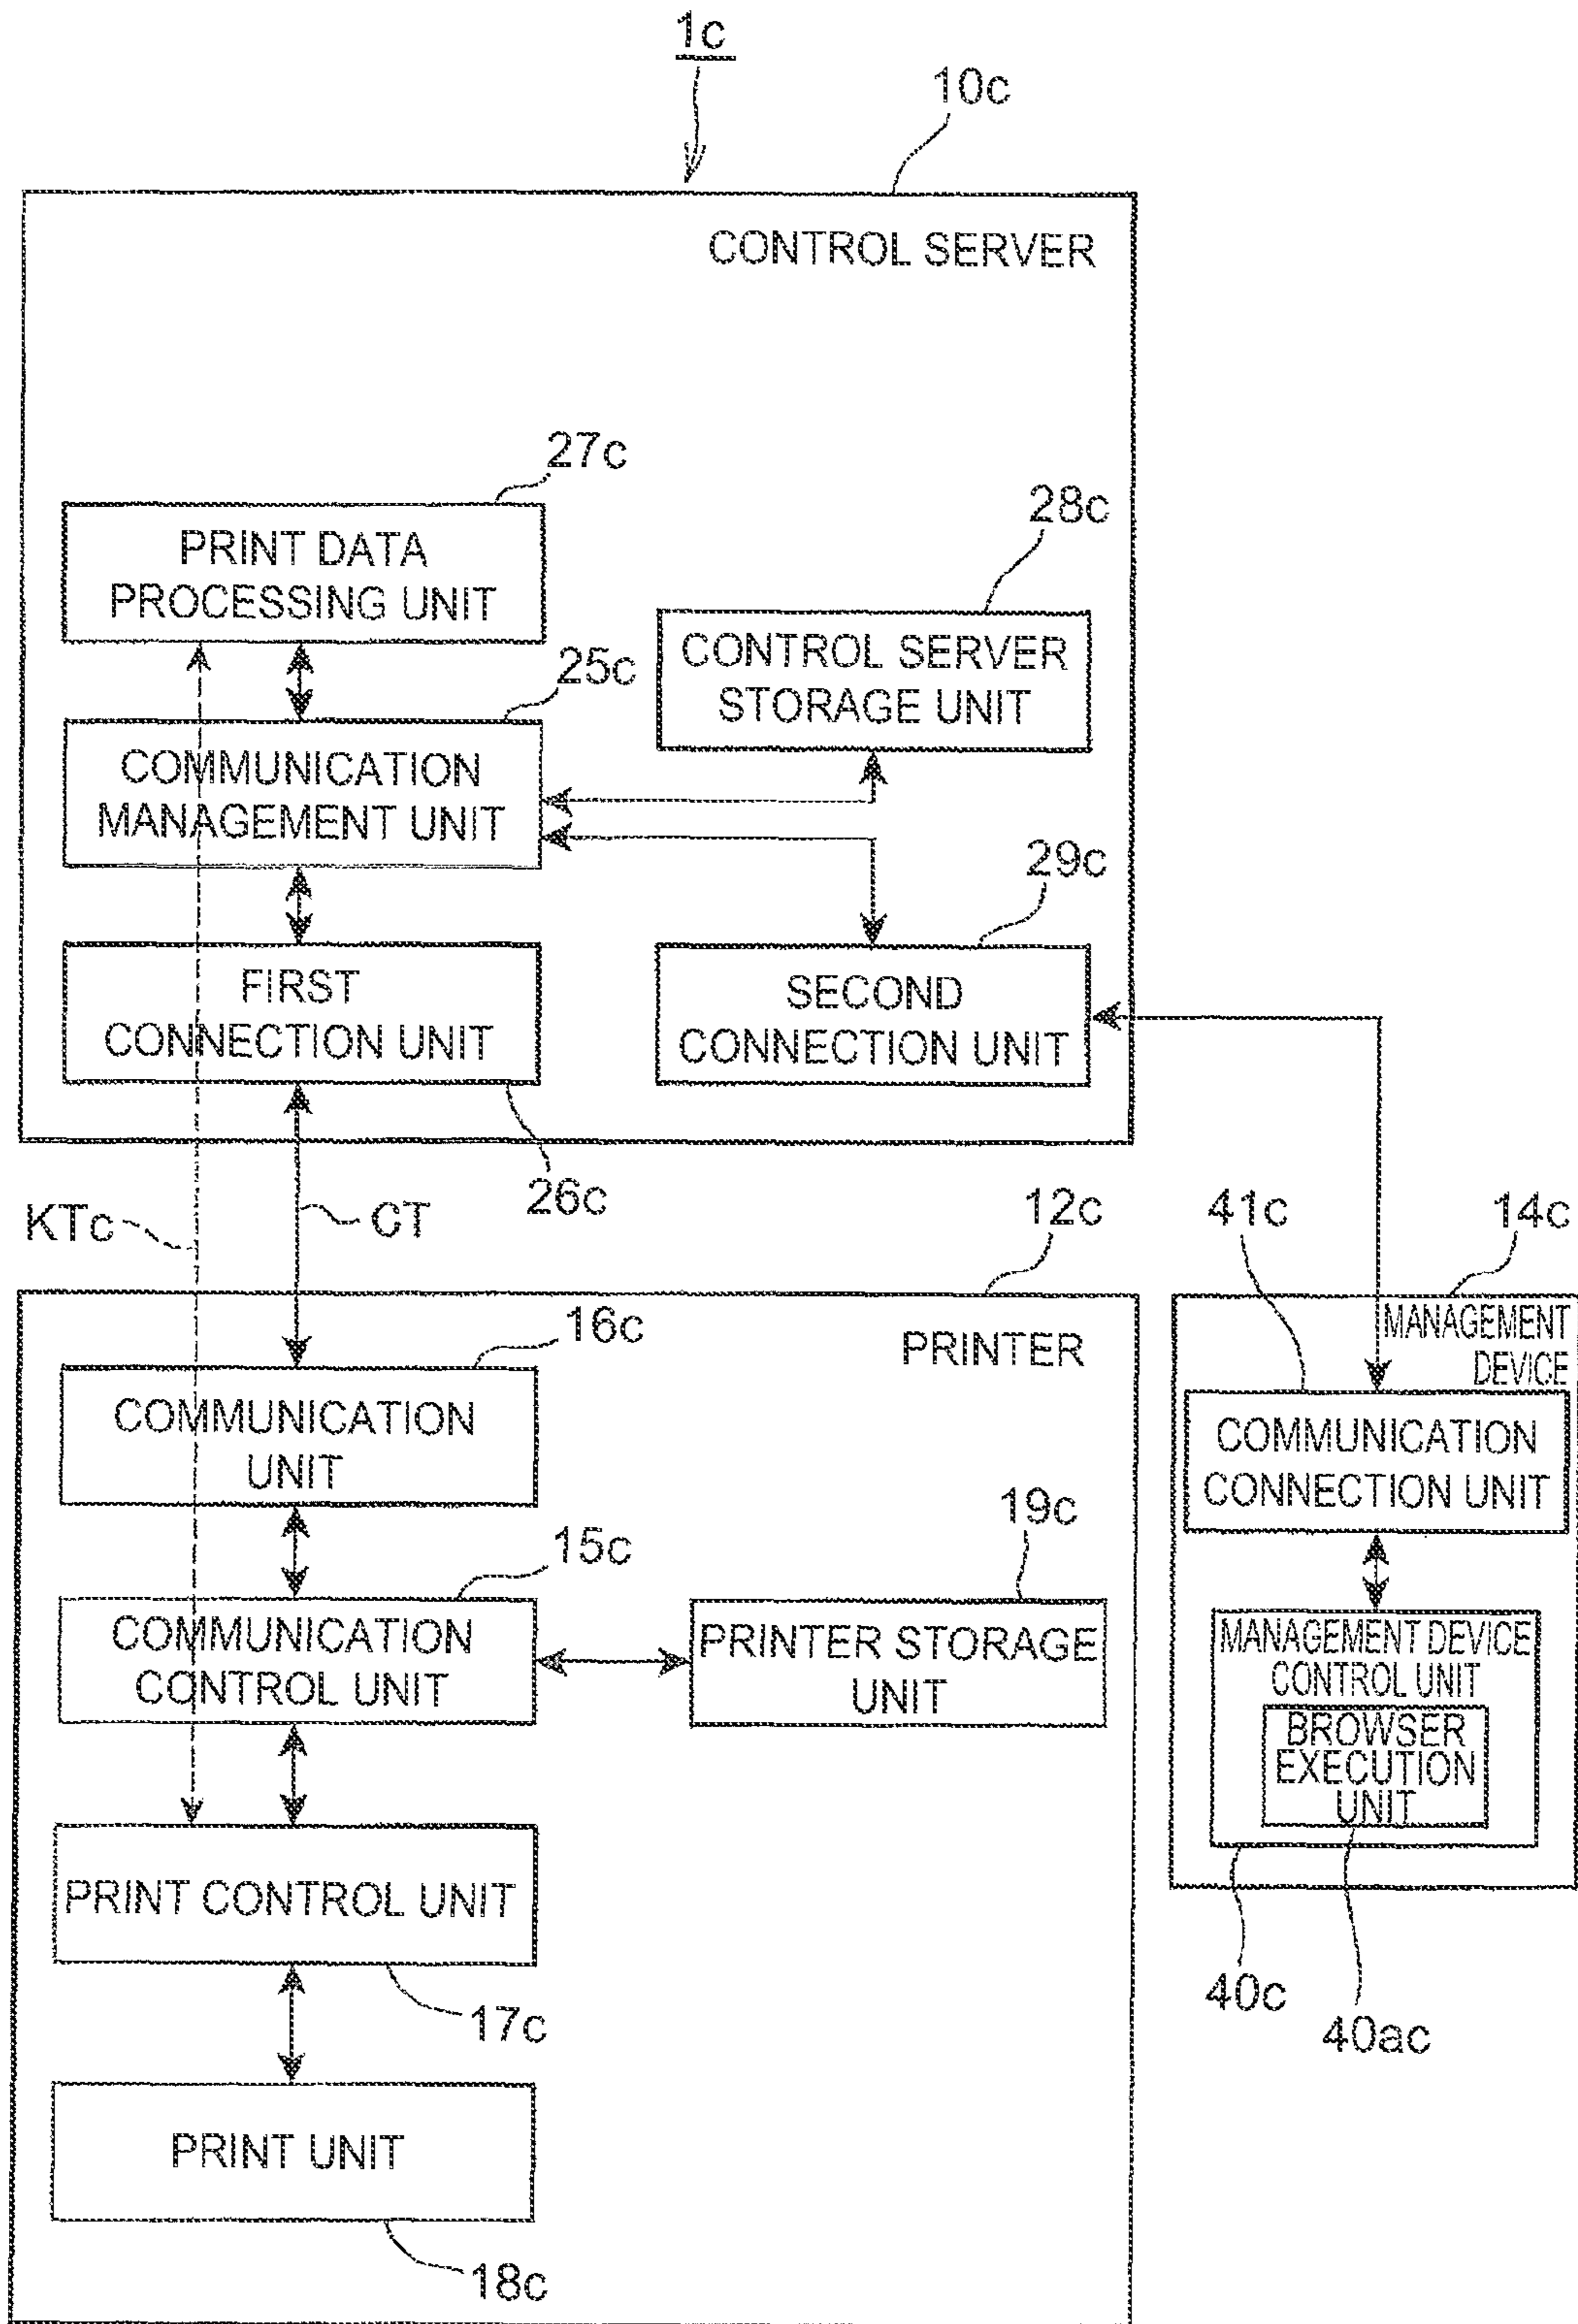 1c
10c
CONTROL SERVER
27c
PRINT DATA
PROCESSING UNIT
28c
CONTROL SERVER
STORAGE UNIT
25c
COMMUNICATION
MANAGEMENT UNIT
29c
FIRST
CONNECTION UNIT
SECOND
CONNECTION UNIT
26c
KTc
CT
12c
41c
14c
PRINTER
MANAGEMENT
DEVICE
16c
COMMUNICATION
UNIT
COMMUNICATION
CONNECTION UNIT
15c
19c
COMMUNICATION
CONTROL UNIT
PRINTER STORAGE
UNIT
MANAGEMENT DEVICE
CONTROL UNIT
BROWSER
EXECUTION
UNIT
PRINT CONTROL UNIT
17c
40c
40ac
PRINT UNIT
18c